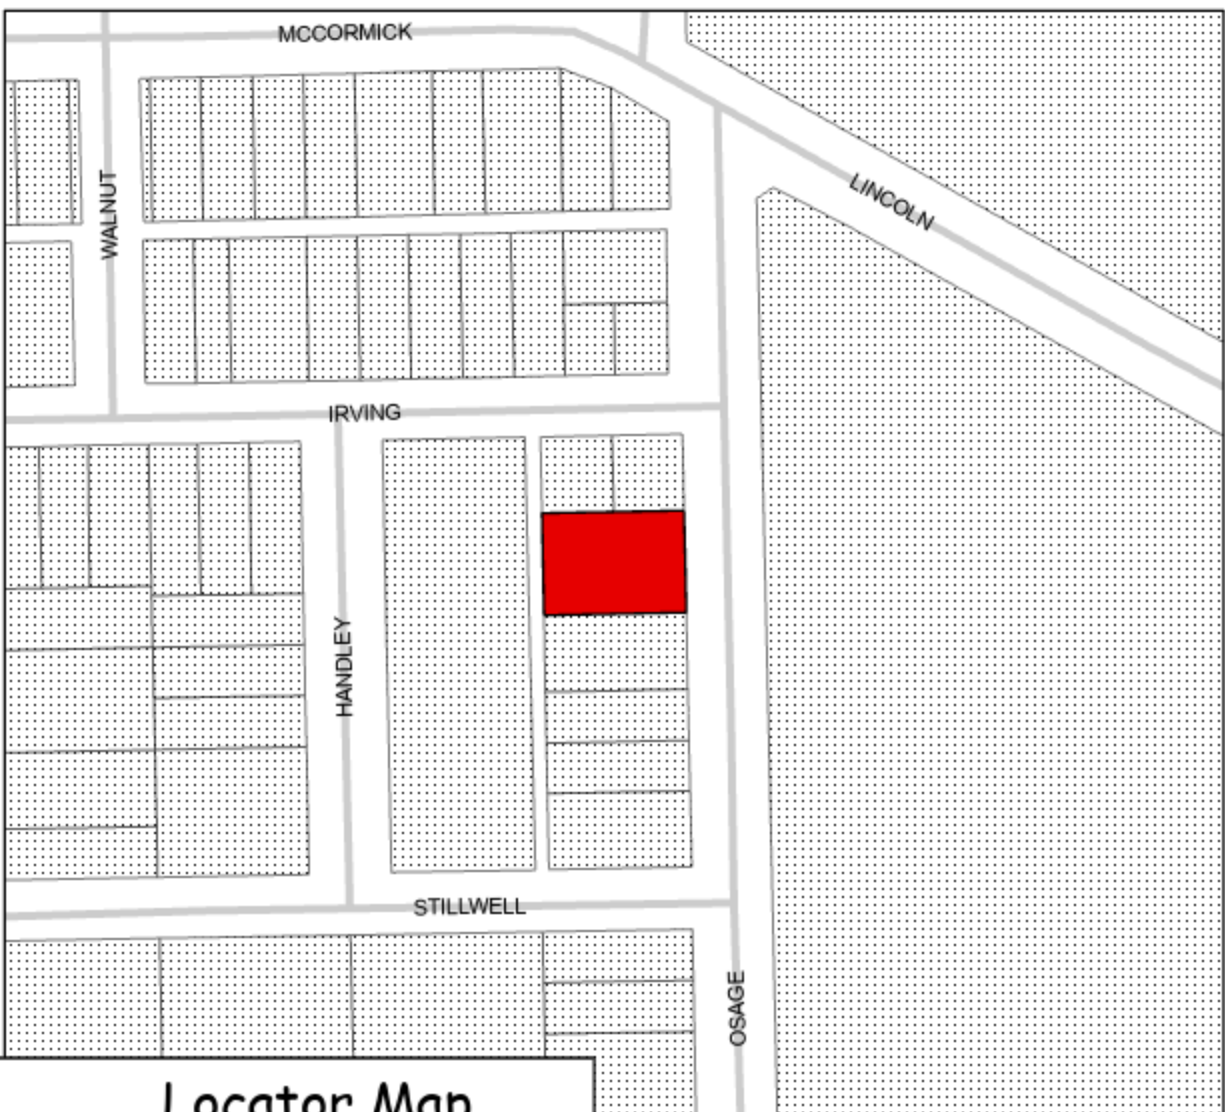 MCCORMICK
WALNUT
LINCOLN
IRVING
HANDLEY
STILLWELL
OSAGE
Locator Map